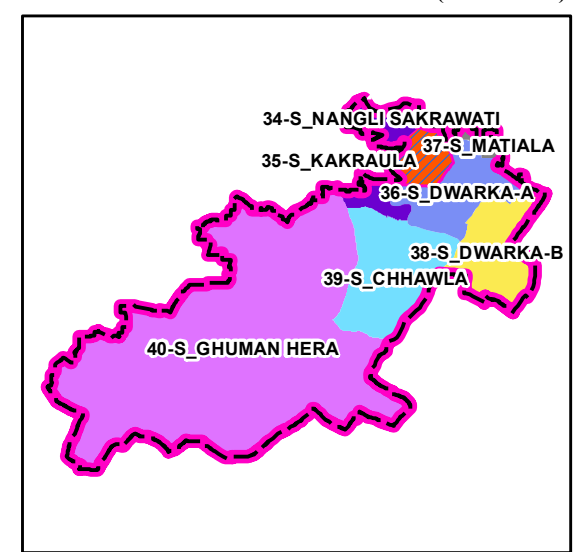 34-S_NANGLI SAKRAWATI
37-S_MATIALA
35-S_KAKRAULA
36-S_DWARKA-A
38-S_DWARKA-B
39-S_CHHAWLA
40-S_GHUMAN HERA